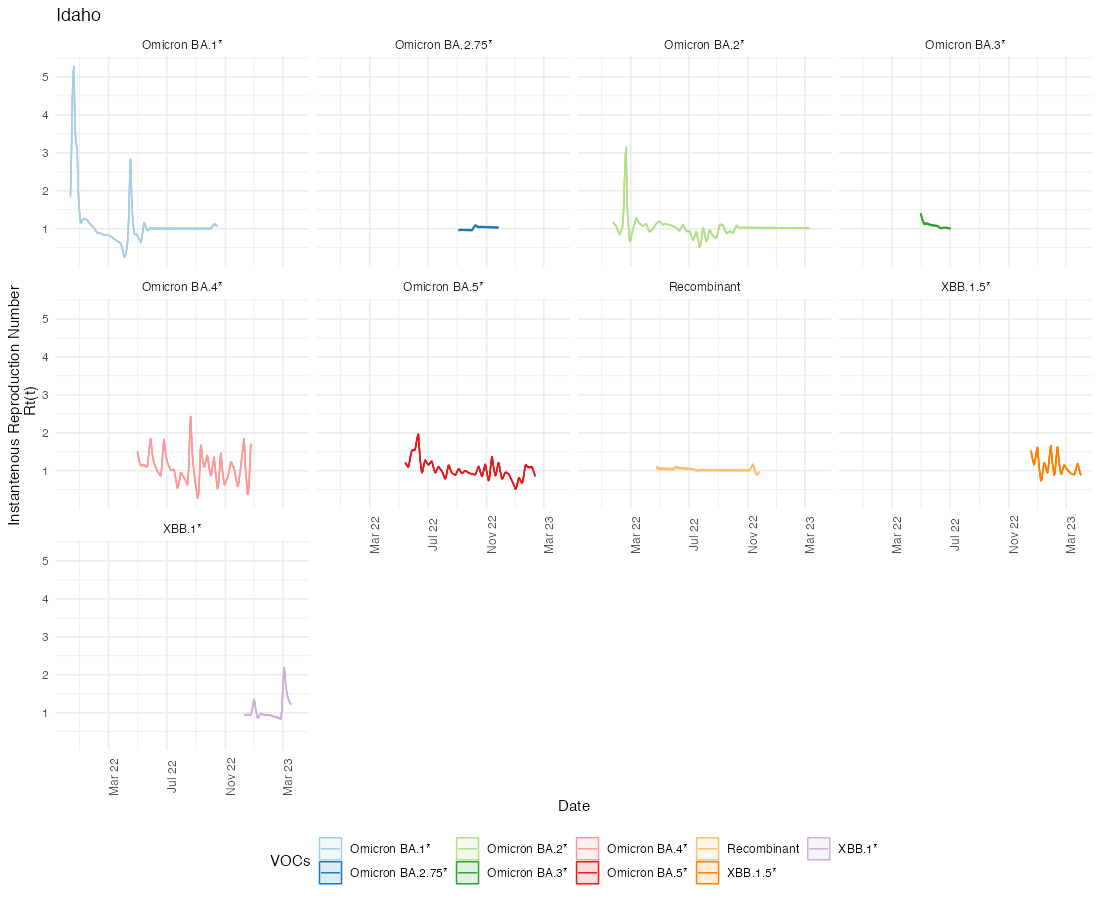 Idaho
Omicron BA.1*
Omicron BA.2.75*
Omicron BA.2*
Omicron BA.3*
5
4
3
2
1
Omicron BA.4*
Omicron BA.5*
Recombinant
XBB.1.5*
5
4
3
2
1
Instantenous Reproduction Number
Rt(t)
Mar 22
Jul 22
Nov 22
Mar 23
Mar 22
Jul 22
Nov 22
Mar 23
Mar 22
Jul 22
Nov 22
Mar 23
XBB.1*
5
4
3
2
1
Mar 22
Jul 22
Nov 22
Mar 23
Date
VOCs
Omicron BA.1*
Omicron BA.2*
Omicron BA.4*
Recombinant
XBB.1*
Omicron BA.2.75*
Omicron BA.3*
Omicron BA.5*
XBB.1.5*